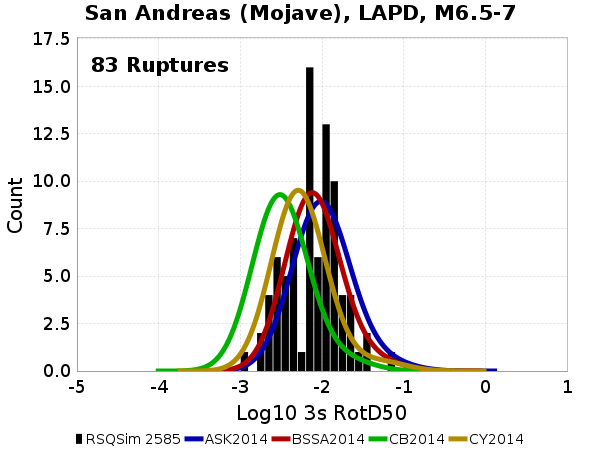 San Andreas (Mojave), LAPD, M6.5-7
83 Ruptures
17.5
15.0
12.5
10.0
7.5
5.0
2.5
0.0
Count
-5 -4 -3 -2 -1 0 1
Log10 3s RotD50
RSQSim 2585 ASK2014 BSSA2014 CB2014 CY2014